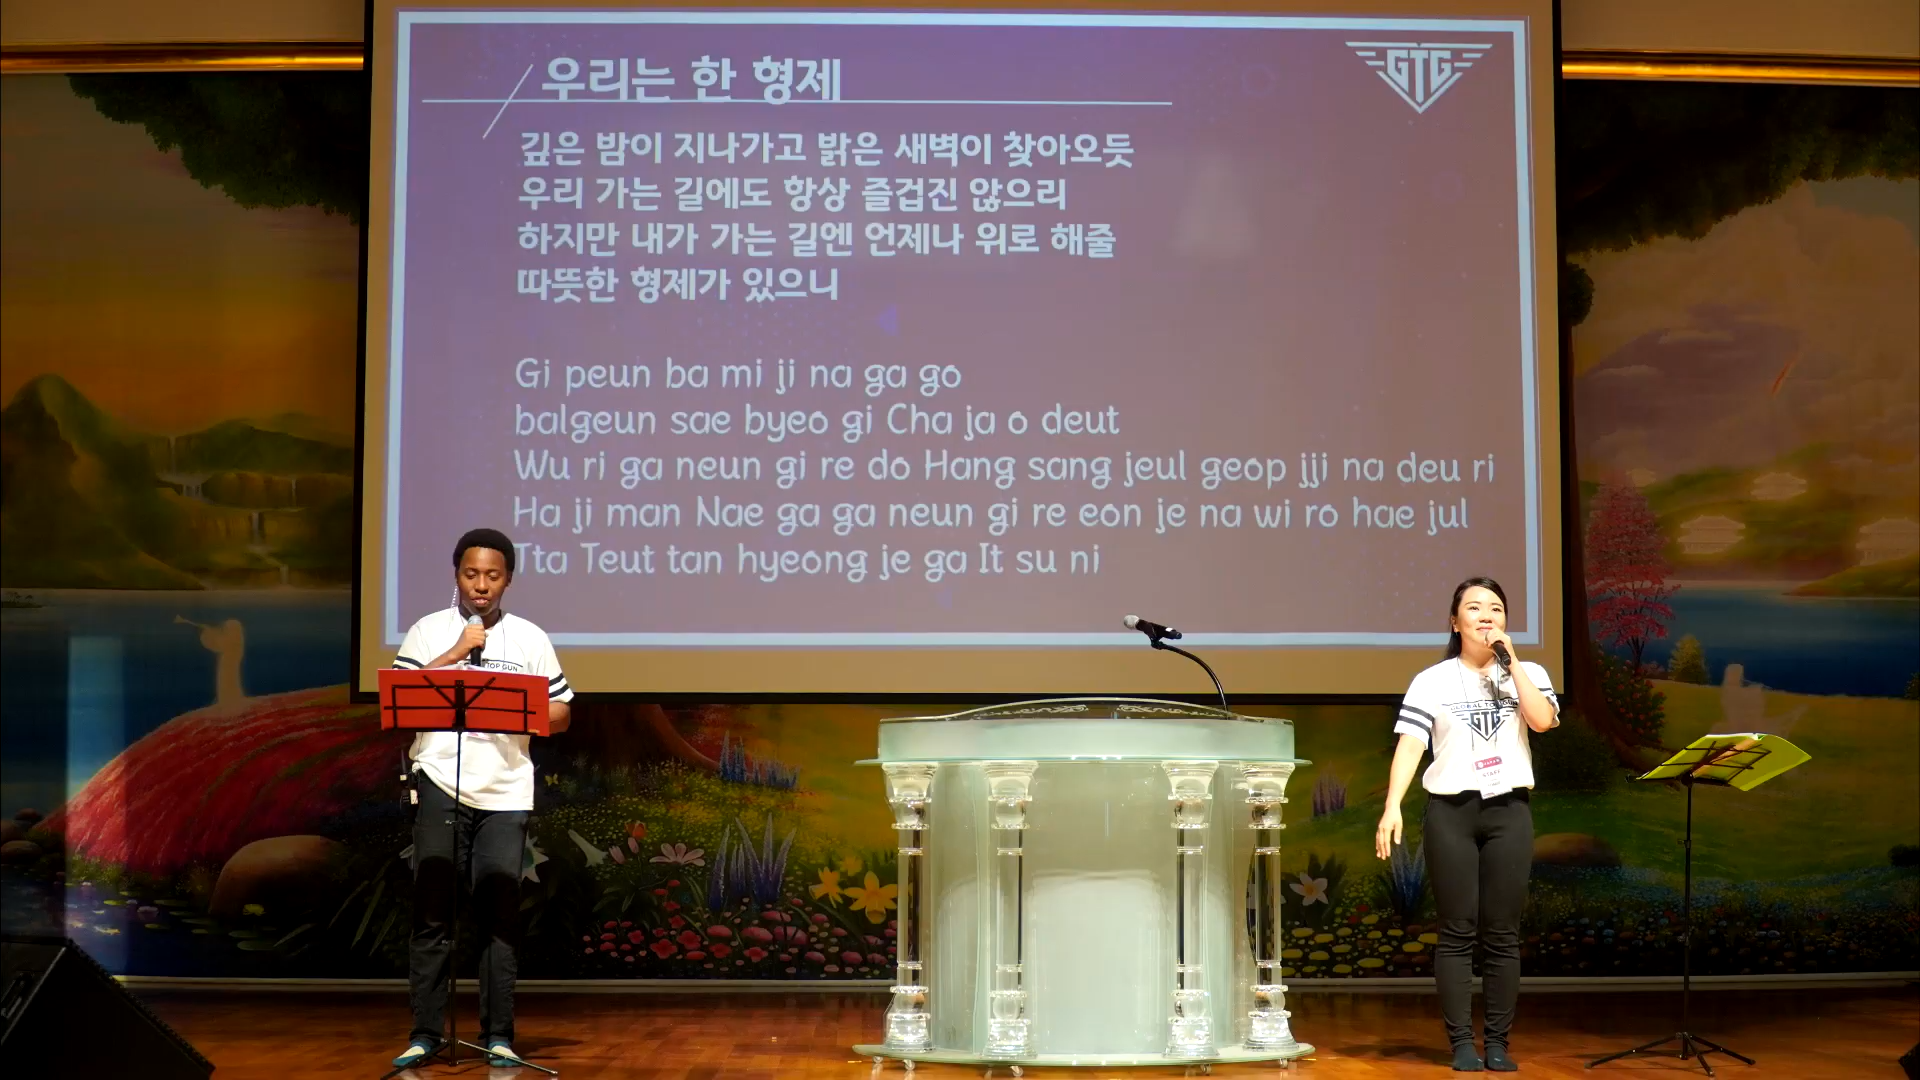 우리는 한 형제
GTG
깊은 밤이 지나가고 밝은 새벽이 찾아오듯
우리 가는 길에도 항상 즐겁진 않으리
하지만 내가 가는 길엔 언제나 위로 해줄
따뜻한 형제가 있으니
Gi peun ba mi ji na ga go
balgeun sae byeo gi Cha ja o deut
Wu ri ga neun gi re do Hang sang jeul geop jji na deu ri
Ha ji man Nae ga ga neun gi re eon je na wi ro hae jul
Tta Teut tan hyeong je ga It su ni
TOP GUN
GLOBAL TOP GUN
GTG
STAFF